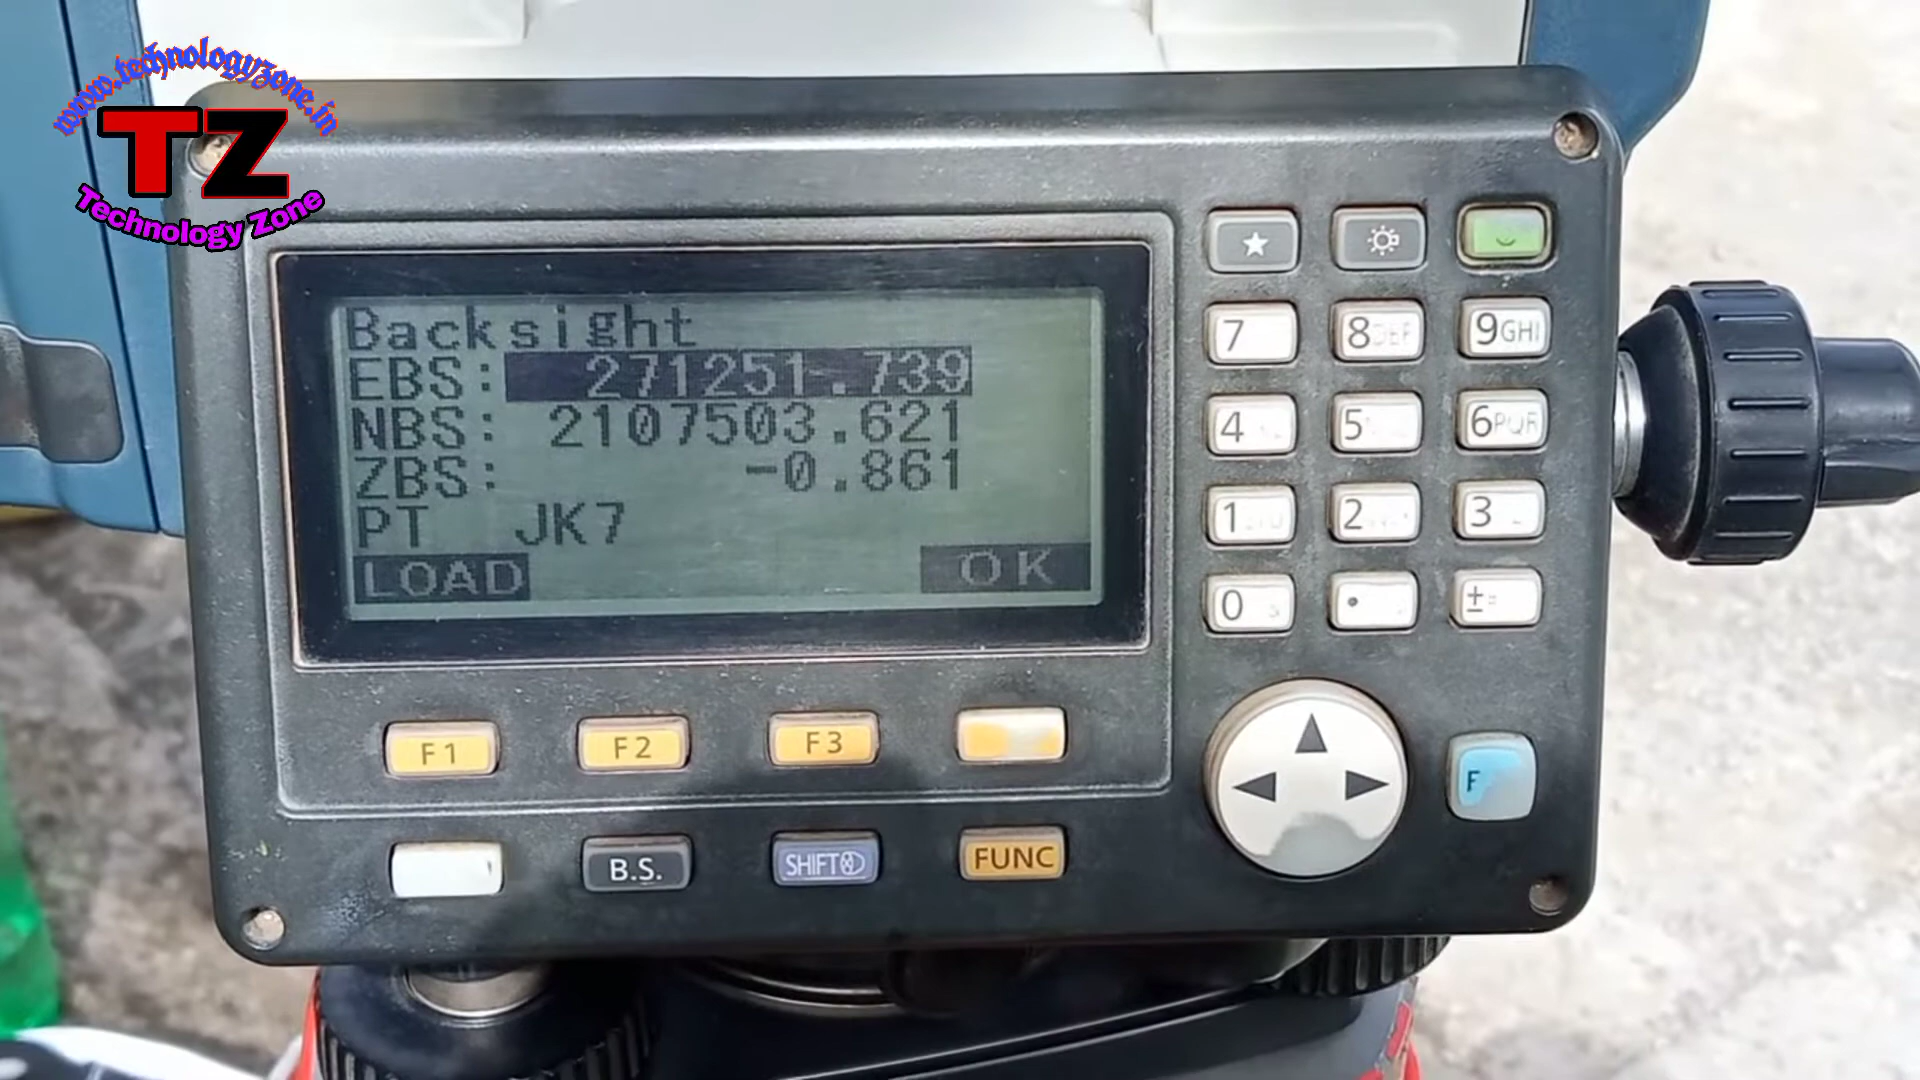 www.technologyzone.in
TZ
Technology Zone
Backsight
EBS: 271251.739
NBS: 2107503.621
ZBS: -0.861
PT JK7
LOAD OK
7 8DEF 9GHI
4 5 6PQR
1 2 3
0 . ±
F1 F2 F3
F
B.S. SHIFT FUNC